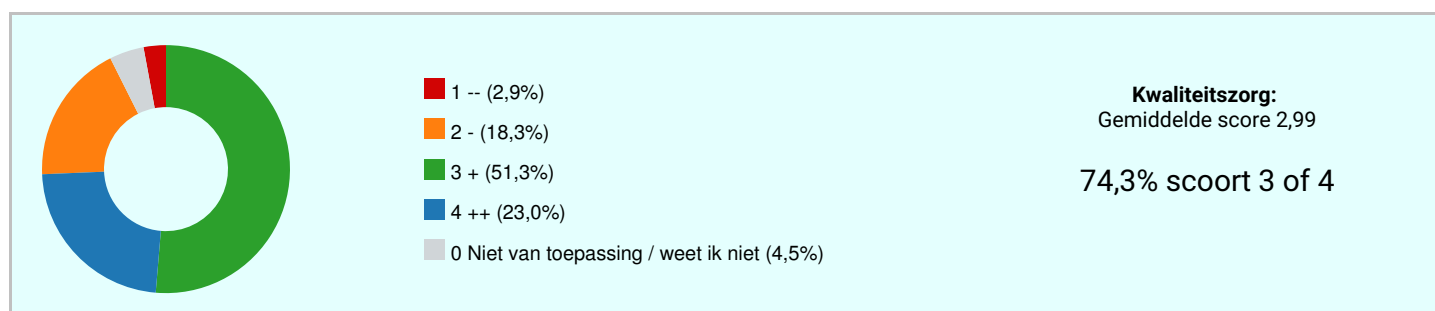 1 -- (2,9%)
2 - (18,3%)
3 + (51,3%)
4 ++ (23,0%)
0 Niet van toepassing / weet ik niet (4,5%)
Kwaliteitszorg:
Gemiddelde score 2,99
74,3% scoort 3 of 4